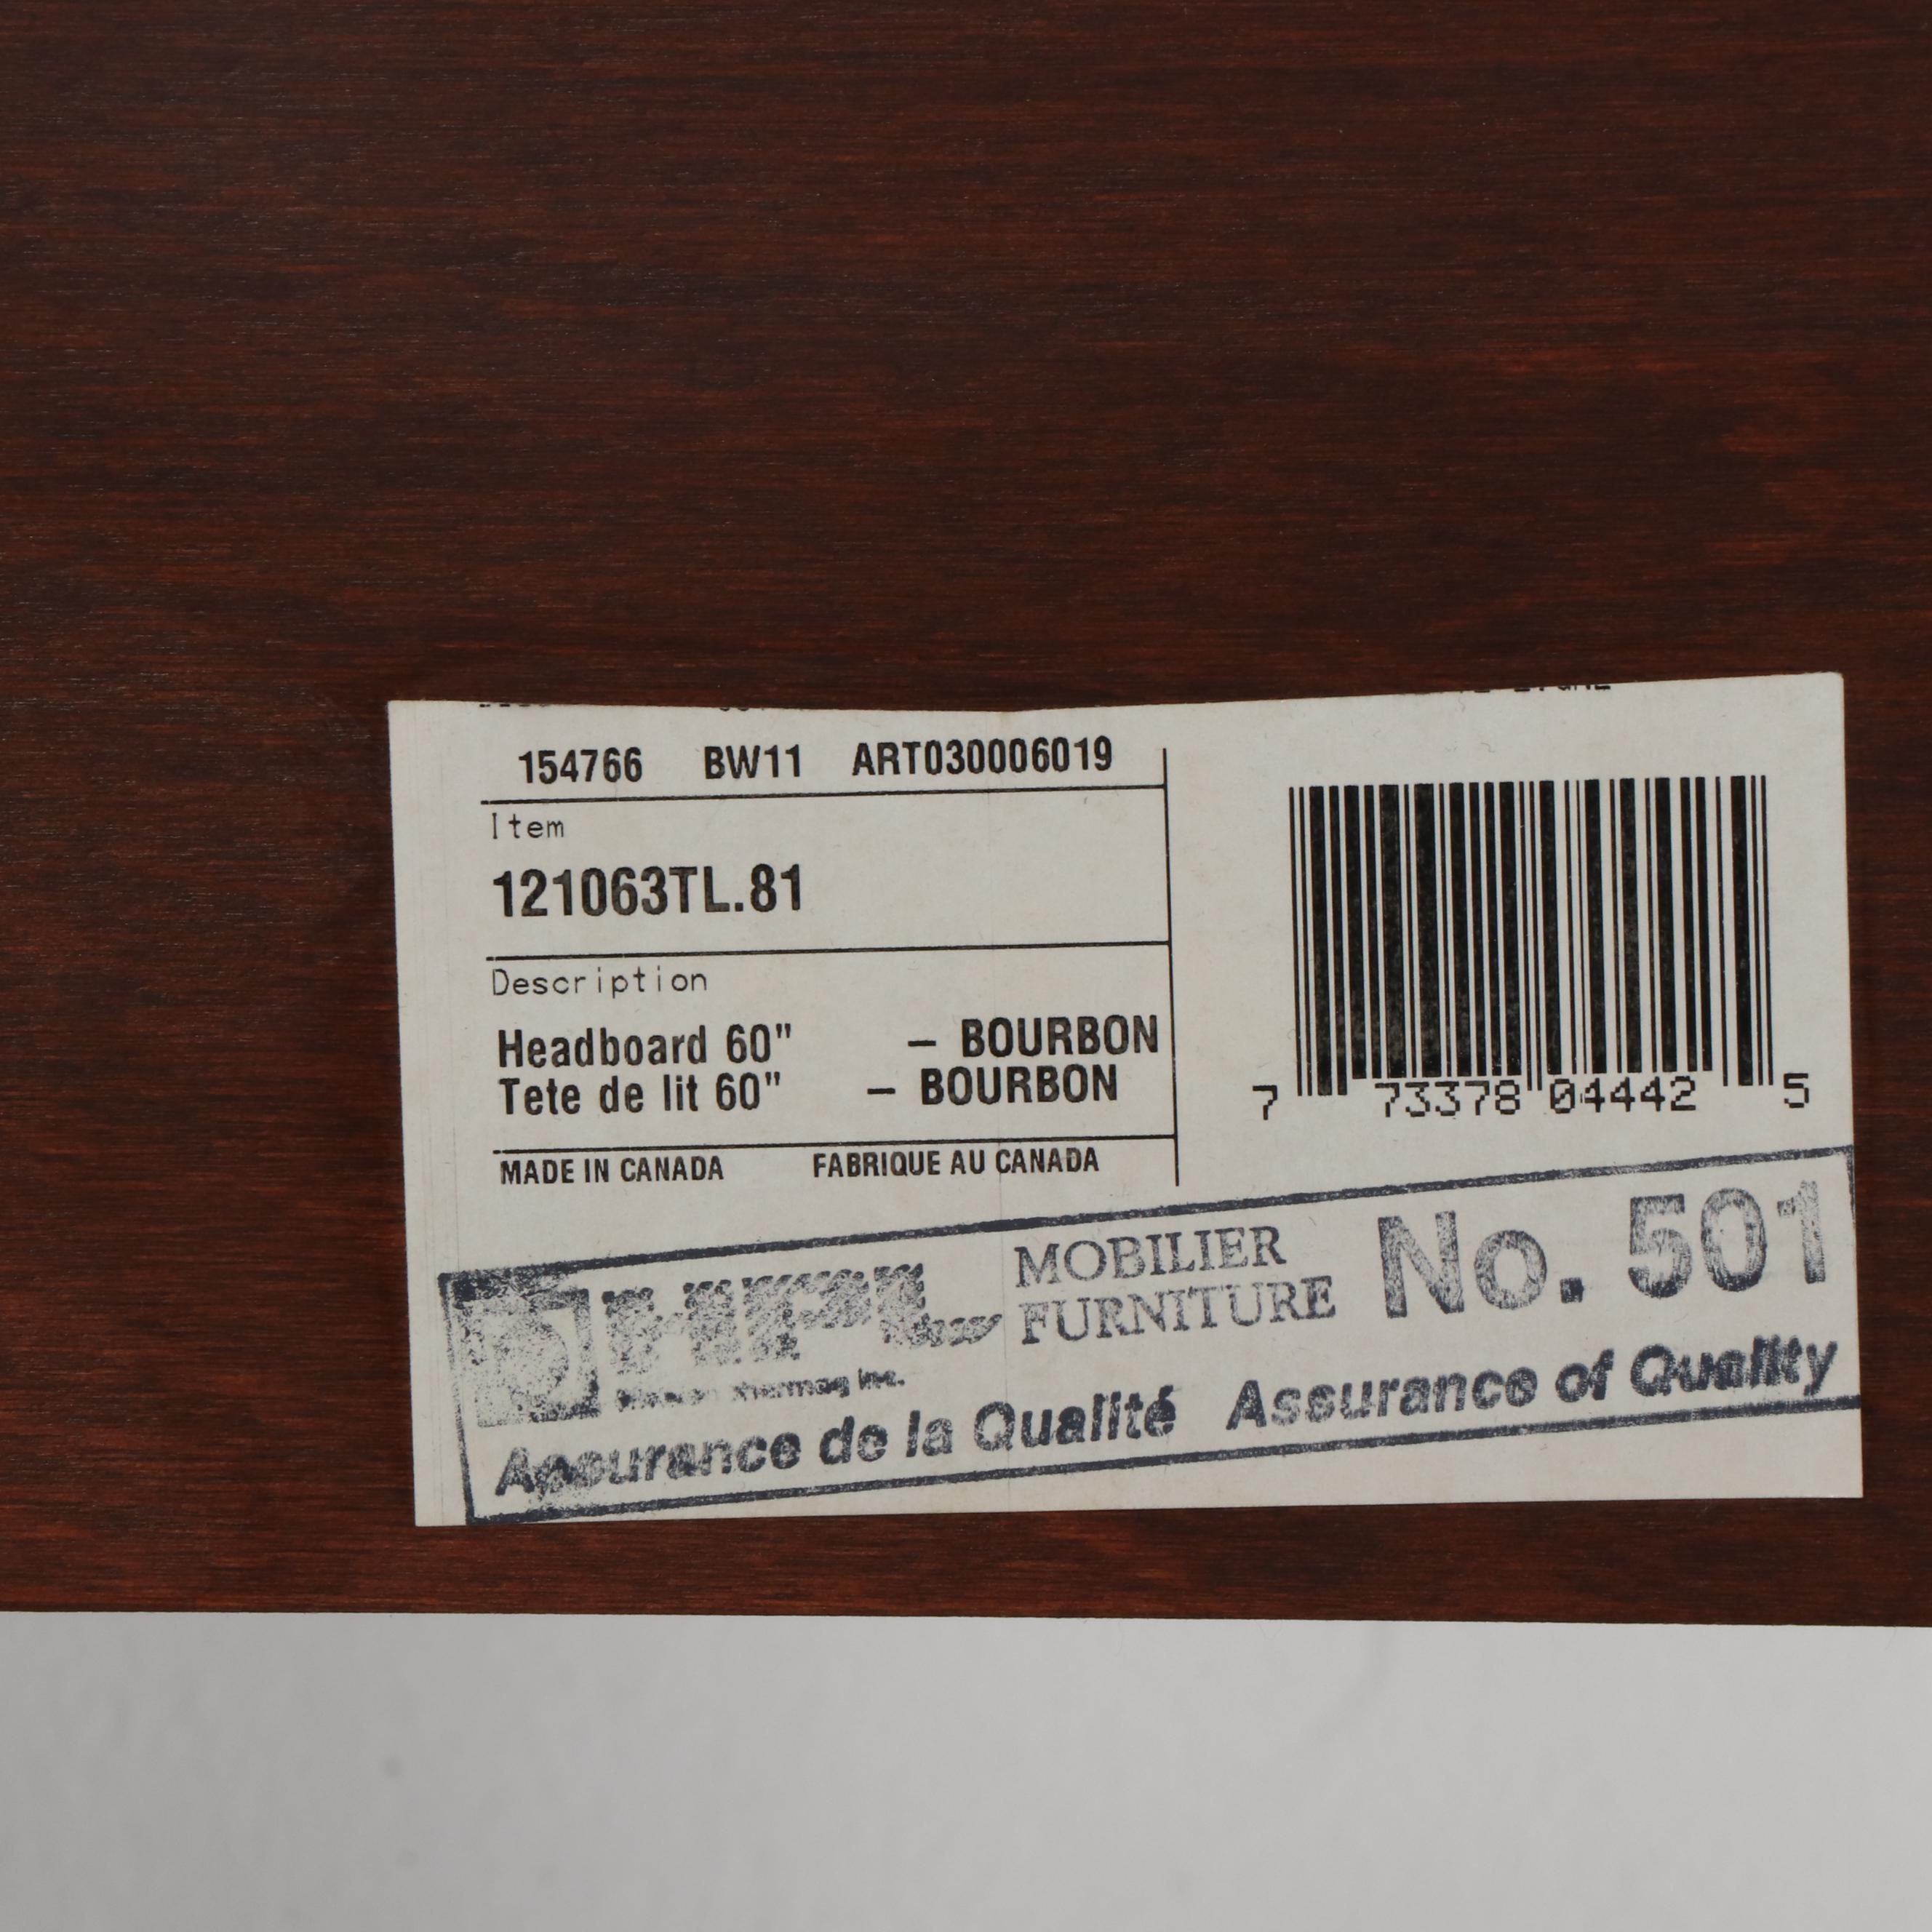 154766 BW11 ART030006019
Item
121063TL.81
Description
Headboard 60" – BOURBON
Tete de lit 60" – BOURBON
MADE IN CANADA FABRIQUE AU CANADA
7 73378 04442 5
MOBILIER
FURNITURE
No. 501
Inc.
Assurance de la Qualité Assurance of Quality